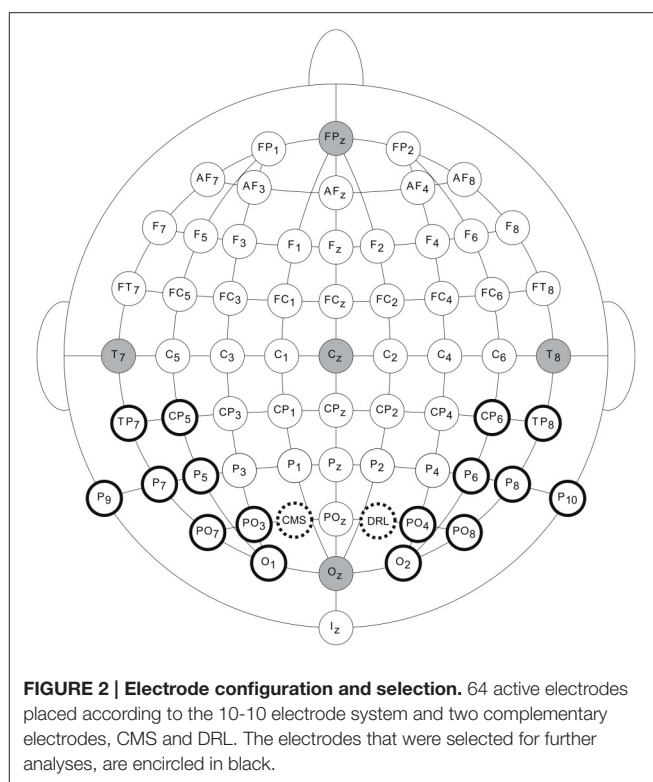 FPz
FP1 FP2
AF7 AF3 AFz AF4 AF8
F7 F5 F3 F1 Fz F2 F4 F6 F8
FT7 FC5 FC3 FC1 FCz FC2 FC4 FC6 FT8
T7 C5 C3 C1 Cz C2 C4 C6 T8
TP7 CP5 CP3 CP1 CPz CP2 CP4 CP6 TP8
P9 P7 P5 P3 P1 Pz P2 P4 P6 P8 P10
PO7 PO3 CMS POz DRL PO4 PO8
O1 Oz O2
Iz
FIGURE 2 | Electrode configuration and selection. 64 active electrodes
placed according to the 10-10 electrode system and two complementary
electrodes, CMS and DRL. The electrodes that were selected for further
analyses, are encircled in black.